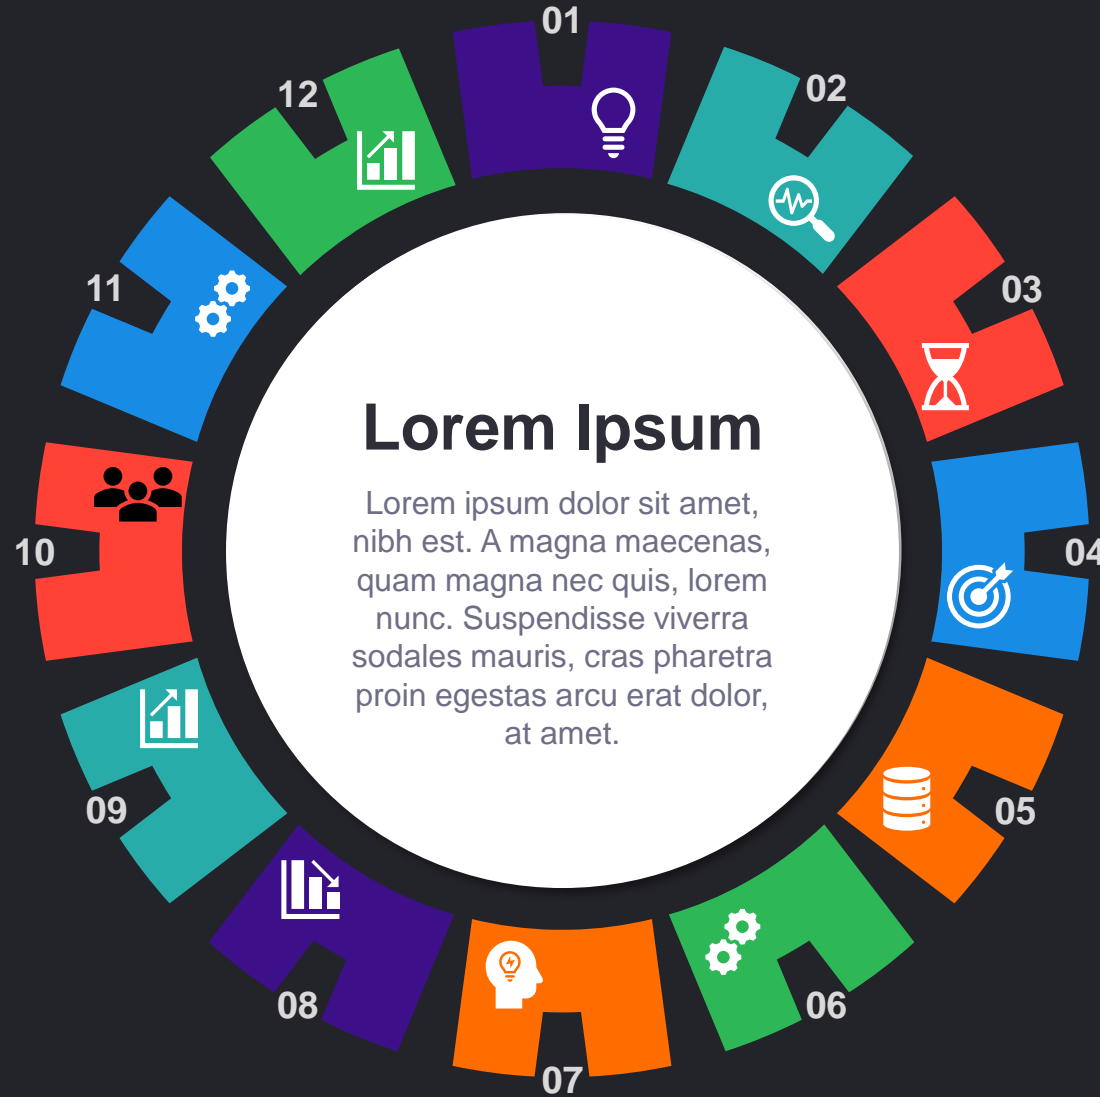 01
02
03
04
05
06
07
08
09
10
11
12
Lorem Ipsum
Lorem ipsum dolor sit amet,
nibh est. A magna maecenas,
quam magna nec quis, lorem
nunc. Suspendisse viverra
sodales mauris, cras pharetra
proin egestas arcu erat dolor,
at amet.